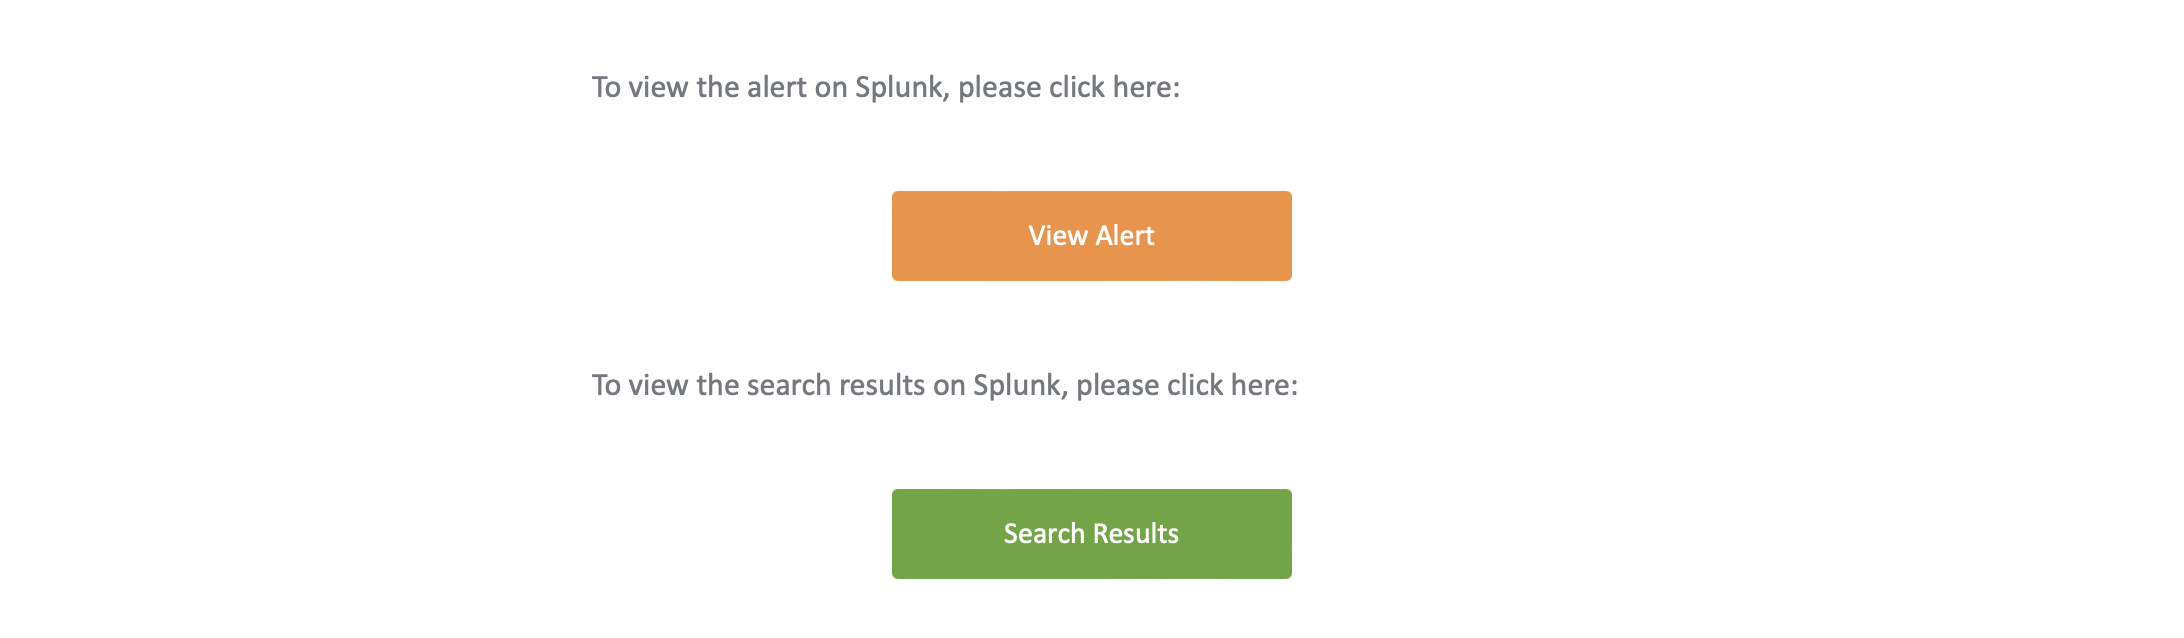 To view the alert on Splunk, please click here:
View Alert
To view the search results on Splunk, please click here:
Search Results